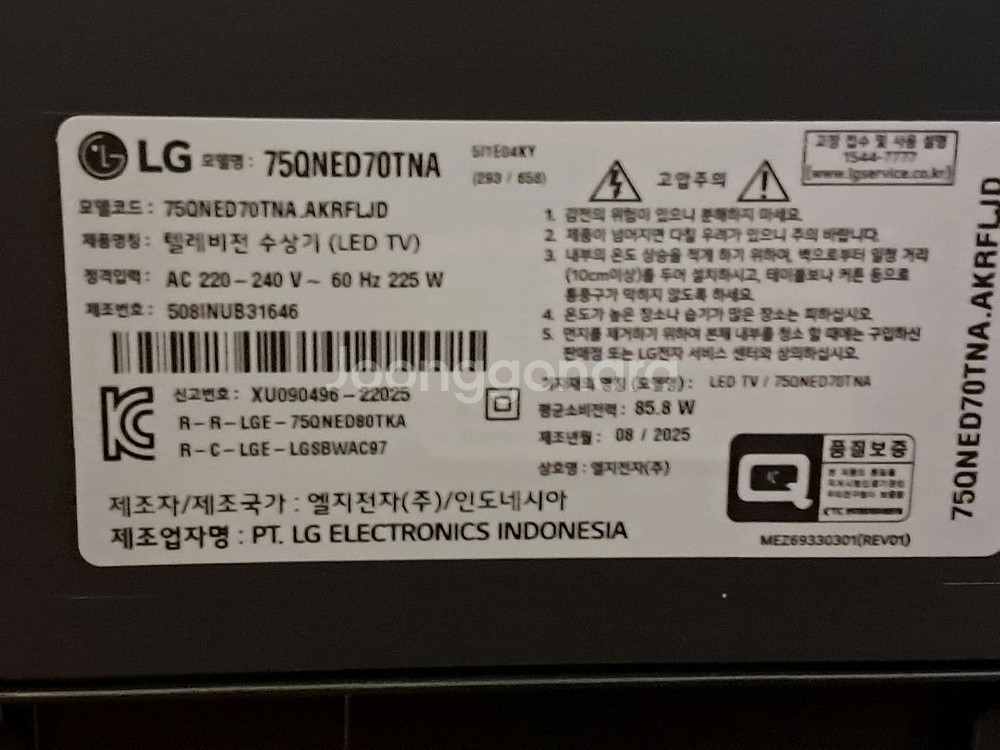 LG 모델명 : 75QNED70TNA
5I1E04KY
(293 / 658)
모델코드 : 75QNED70TNA.AKRFLJD
제품명칭 : 텔레비전 수상기 (LED TV)
정격입력 : AC 220-240 V~ 60 Hz 225 W
제조번호 : 508INUB31646
신고번호 : XU090496-22025
R-R-LGE-75QNED80TKA
R-C-LGE-LGSBWAC97
제조자/제조국가 : 엘지전자(주)/인도네시아
제조업자명 : PT. LG ELECTRONICS INDONESIA
고압주의
고장 접수 및 사용 설명
1544-7777
(www.lgservice.co.kr)
1. 감전의 위험이 있으니 분해하지 마세요.
2. 제품이 넘어지면 다칠 우려가 있으니 주의 바랍니다.
3. 내부의 온도 상승을 적게 하기 위하여, 벽으로부터 일정 거리
(10cm이상)를 두어 설치하시고, 테이블보나 커튼 등으로
통풍구가 막히지 않도록 하세요.
4. 온도가 높은 장소나 습기가 많은 장소는 피하십시오.
5. 먼지를 제거하기 위하여 본체 내부를 청소 할 때에는 구입하신
판매점 또는 LG전자 서비스 센터와 상의하십시오.
기자재의 명칭 (모델명) : LED TV / 75QNED70TNA
평균소비전력 : 85.8 W
제조년월 : 08 / 2025
상호명 : 엘지전자(주)
품질보증
MEZ69330301(REV01)
75QNED70TNA.AKRFLJD
Joonggonara